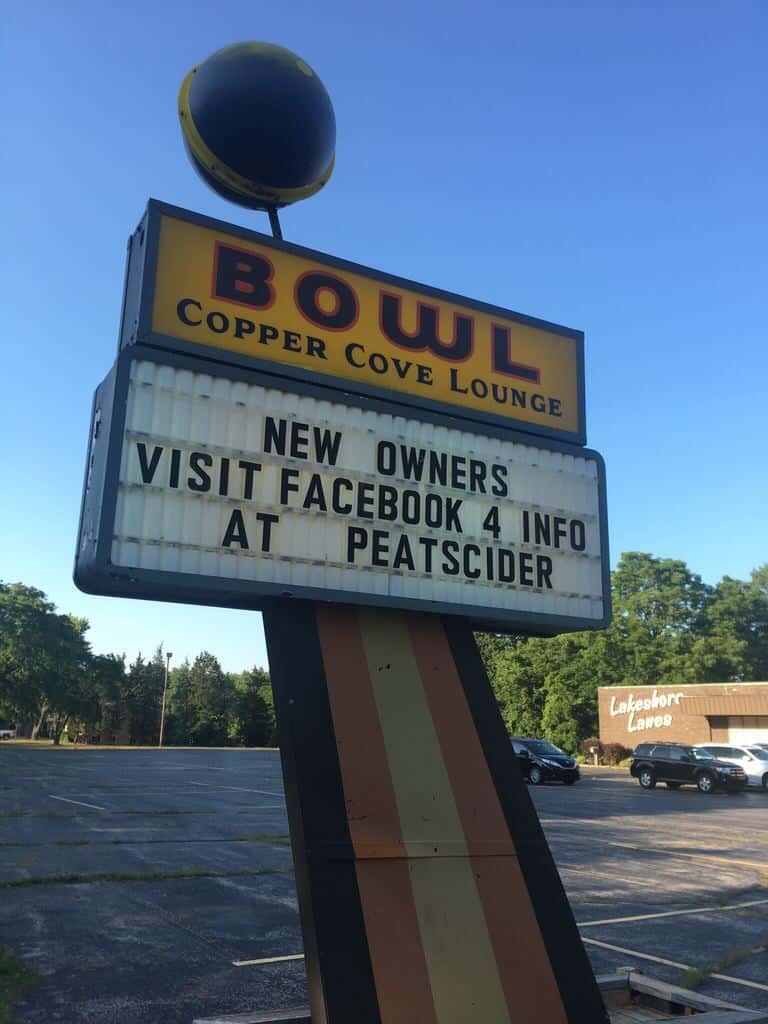 BOWL
COPPER COVE LOUNGE
NEW OWNERS
VISIT FACEBOOK 4 INFO
AT PEATSCIDER
Lakeshore
Lanes